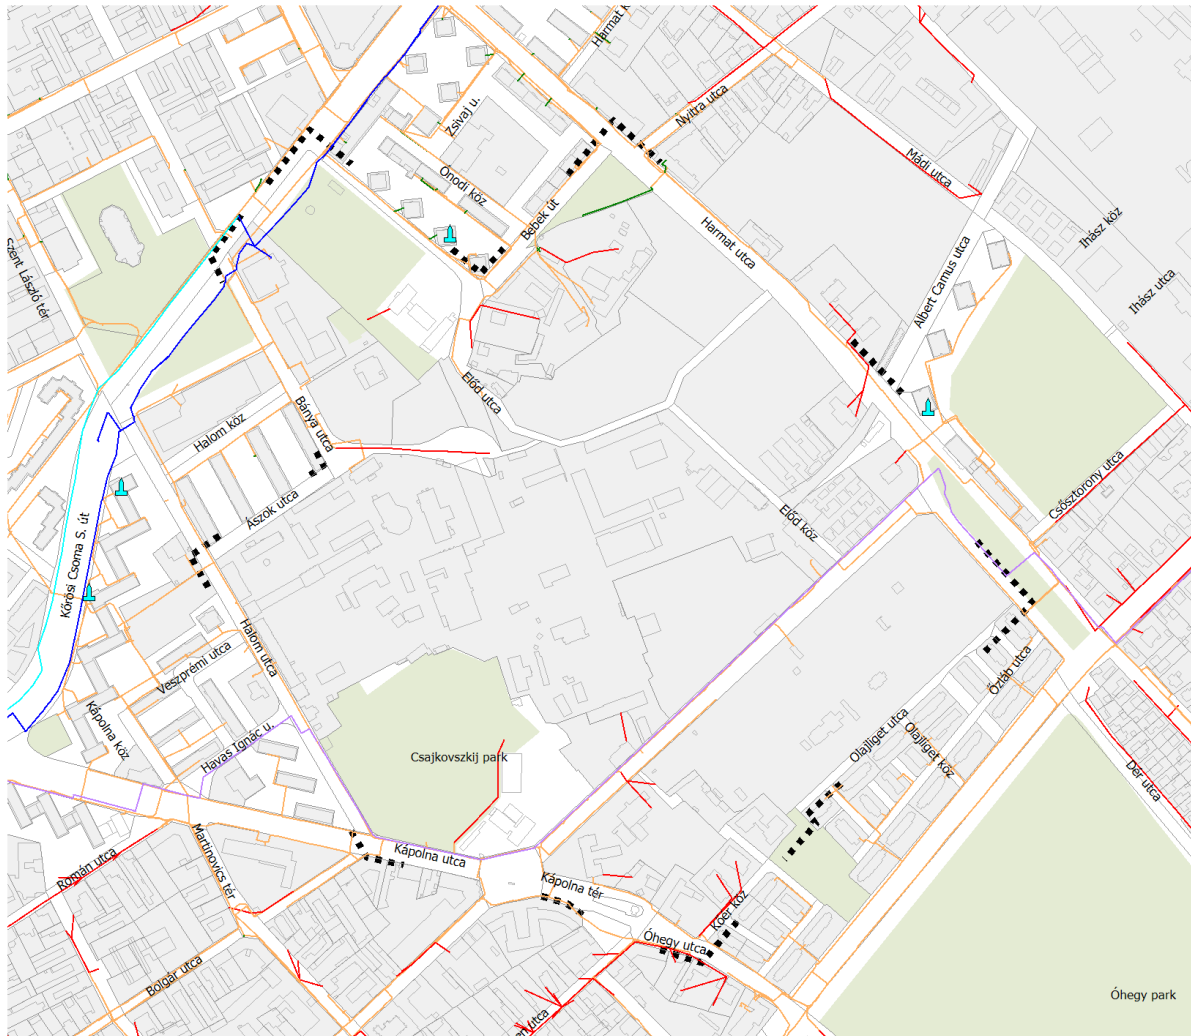 Harmat k
Zsivaj u.
Nyitra utca
Mádi utca
Ónodi köz
Bebek út
Ihász köz
Szent László tér
Harmat utca
Albert Camus utca
Ihász utca
Előd utca
Bánya utca
Halom köz
Csősztorony utca
Ászok utca
Előd köz
Kőrösi Csoma S. út
Halom utca
Veszprémi utca
Őzláb utca
Kápolna köz
Havas Ignác u.
Csajkovszkij park
Olajliget utca
Olajliget köz
Dér utca
Román utca
Martinovics tér
Kápolna utca
Kápolna tér
Kőér köz
Óhegy utca
Bolgár utca
Óhegy park
utca